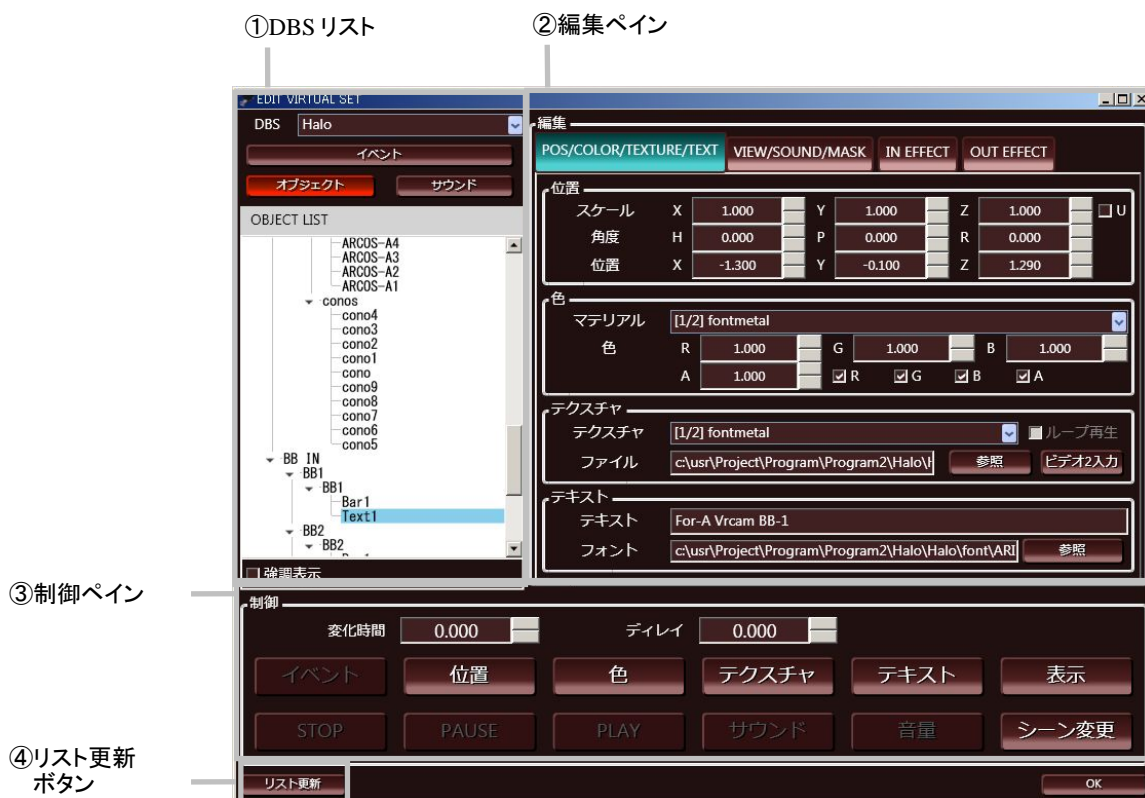 ①DBS リスト
②編集ペイン
EDIT VIRTUAL SET
DBS Halo
イベント
オブジェクト サウンド
OBJECT LIST
ARCOS-A4
ARCOS-A3
ARCOS-A2
ARCOS-A1
conos
cono4
cono3
cono2
cono1
cono
cono9
cono8
cono7
cono6
cono5
BB IN
BB1
BB1
Bar1
Text1
BB2
BB2
強調表示
編集
POS/COLOR/TEXTURE/TEXT VIEW/SOUND/MASK IN EFFECT OUT EFFECT
位置
スケール X 1.000 Y 1.000 Z 1.000 U
角度 H 0.000 P 0.000 R 0.000
位置 X -1.300 Y -0.100 Z 1.290
色
マテリアル [1/2] fontmetal
色 R 1.000 G 1.000 B 1.000
A 1.000 R G B A
テクスチャ
テクスチャ [1/2] fontmetal ループ再生
ファイル c:\usr\Project\Program\Program2\Halo\H 参照 ビデオ2入力
テキスト
テキスト For-A Vrcam BB-1
フォント c:\usr\Project\Program\Program2\Halo\Halo\font\ARI 参照
③制御ペイン
制御
変化時間 0.000 ディレイ 0.000
イベント 位置 色 テクスチャ テキスト 表示
STOP PAUSE PLAY サウンド 音量 シーン変更
④リスト更新
ボタン
リスト更新 OK